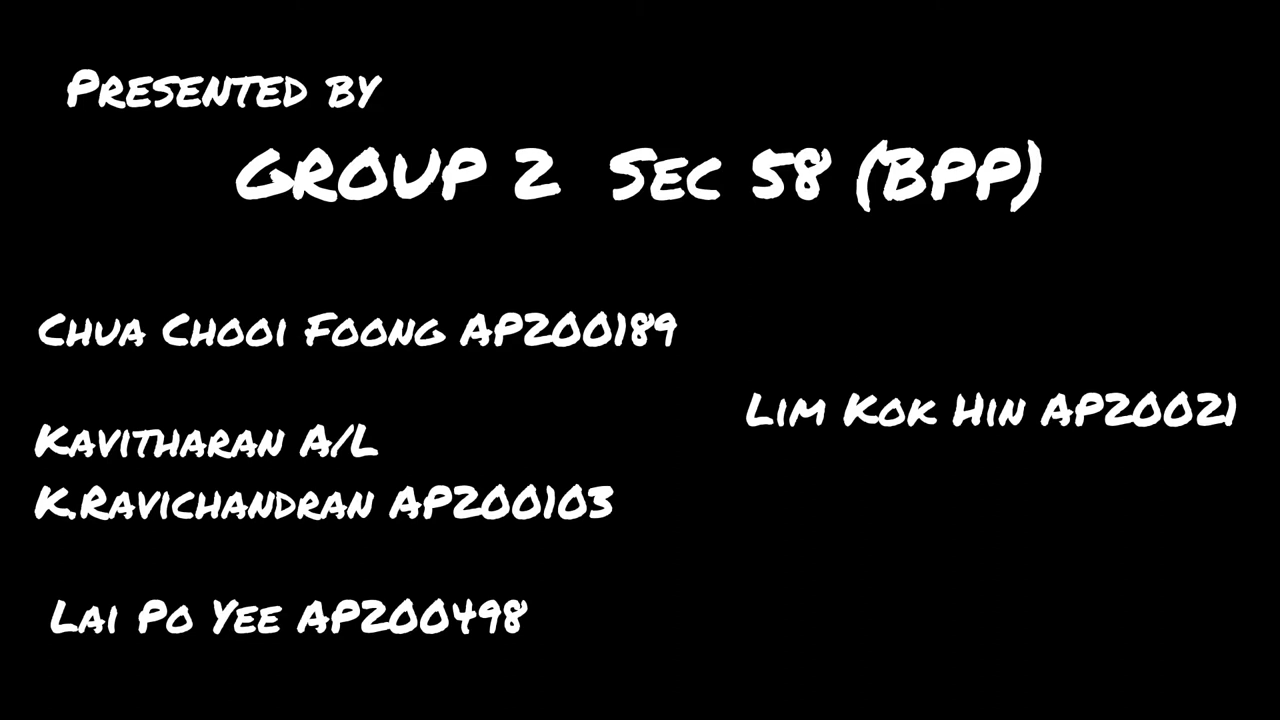 Presented by
GROUP 2 Sec 58 (BPP)
Chua Chooi Foong AP200189
Kavitharan A/L
K.Ravichandran AP200103
Lai Po Yee AP200498
Lim Kok Hin AP20021